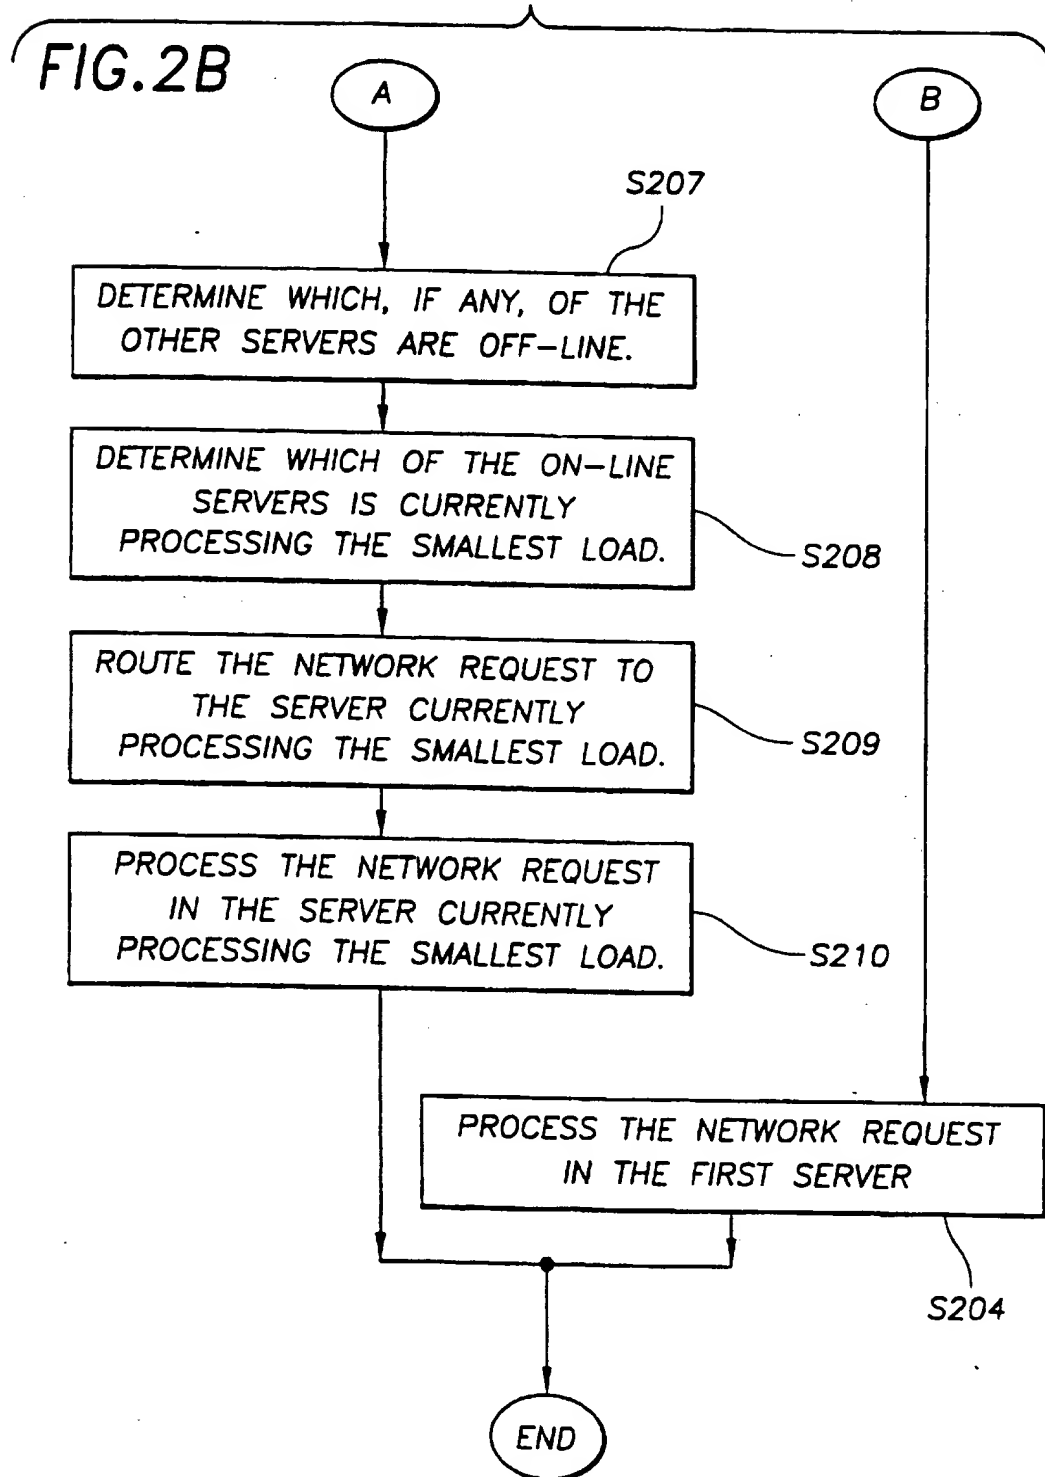 FIG.2B
A
B
S207
DETERMINE WHICH, IF ANY, OF THE
OTHER SERVERS ARE OFF-LINE.
DETERMINE WHICH OF THE ON-LINE
SERVERS IS CURRENTLY
PROCESSING THE SMALLEST LOAD.
S208
ROUTE THE NETWORK REQUEST TO
THE SERVER CURRENTLY
PROCESSING THE SMALLEST LOAD.
S209
PROCESS THE NETWORK REQUEST
IN THE SERVER CURRENTLY
PROCESSING THE SMALLEST LOAD.
S210
PROCESS THE NETWORK REQUEST
IN THE FIRST SERVER
S204
END